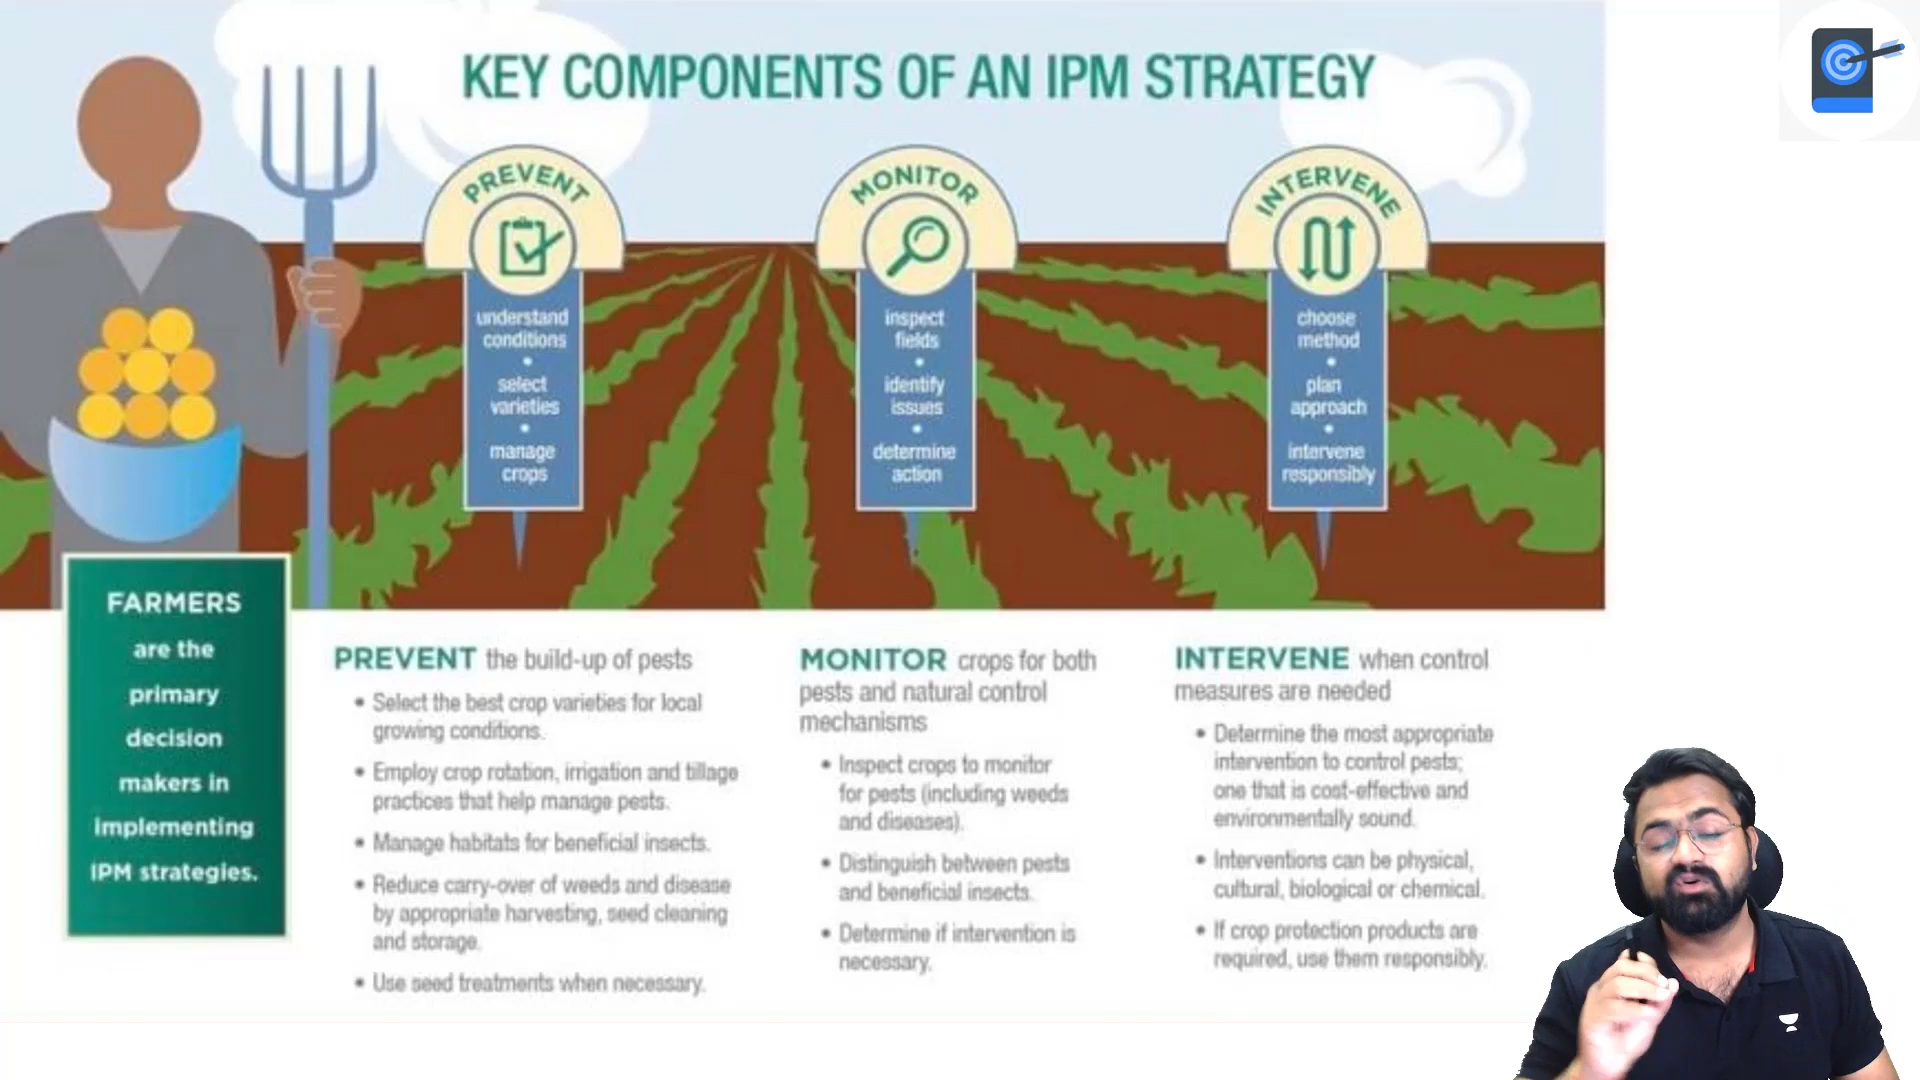 KEY COMPONENTS OF AN IPM STRATEGY
PREVENT
understand
conditions
•
select
varieties
•
manage
crops
MONITOR
inspect
fields
•
identify
issues
•
determine
action
INTERVENE
choose
method
•
plan
approach
•
intervene
responsibly
FARMERS
are the
primary
decision
makers in
implementing
IPM strategies.
PREVENT the build-up of pests
• Select the best crop varieties for local
growing conditions.
• Employ crop rotation, irrigation and tillage
practices that help manage pests.
• Manage habitats for beneficial insects.
• Reduce carry-over of weeds and disease
by appropriate harvesting, seed cleaning
and storage.
• Use seed treatments when necessary.
MONITOR crops for both
pests and natural control
mechanisms
• Inspect crops to monitor
for pests (including weeds
and diseases).
• Distinguish between pests
and beneficial insects.
• Determine if intervention is
necessary.
INTERVENE when control
measures are needed
• Determine the most appropriate
intervention to control pests;
one that is cost-effective and
environmentally sound.
• Interventions can be physical,
cultural, biological or chemical.
• If crop protection products are
required, use them responsibly.